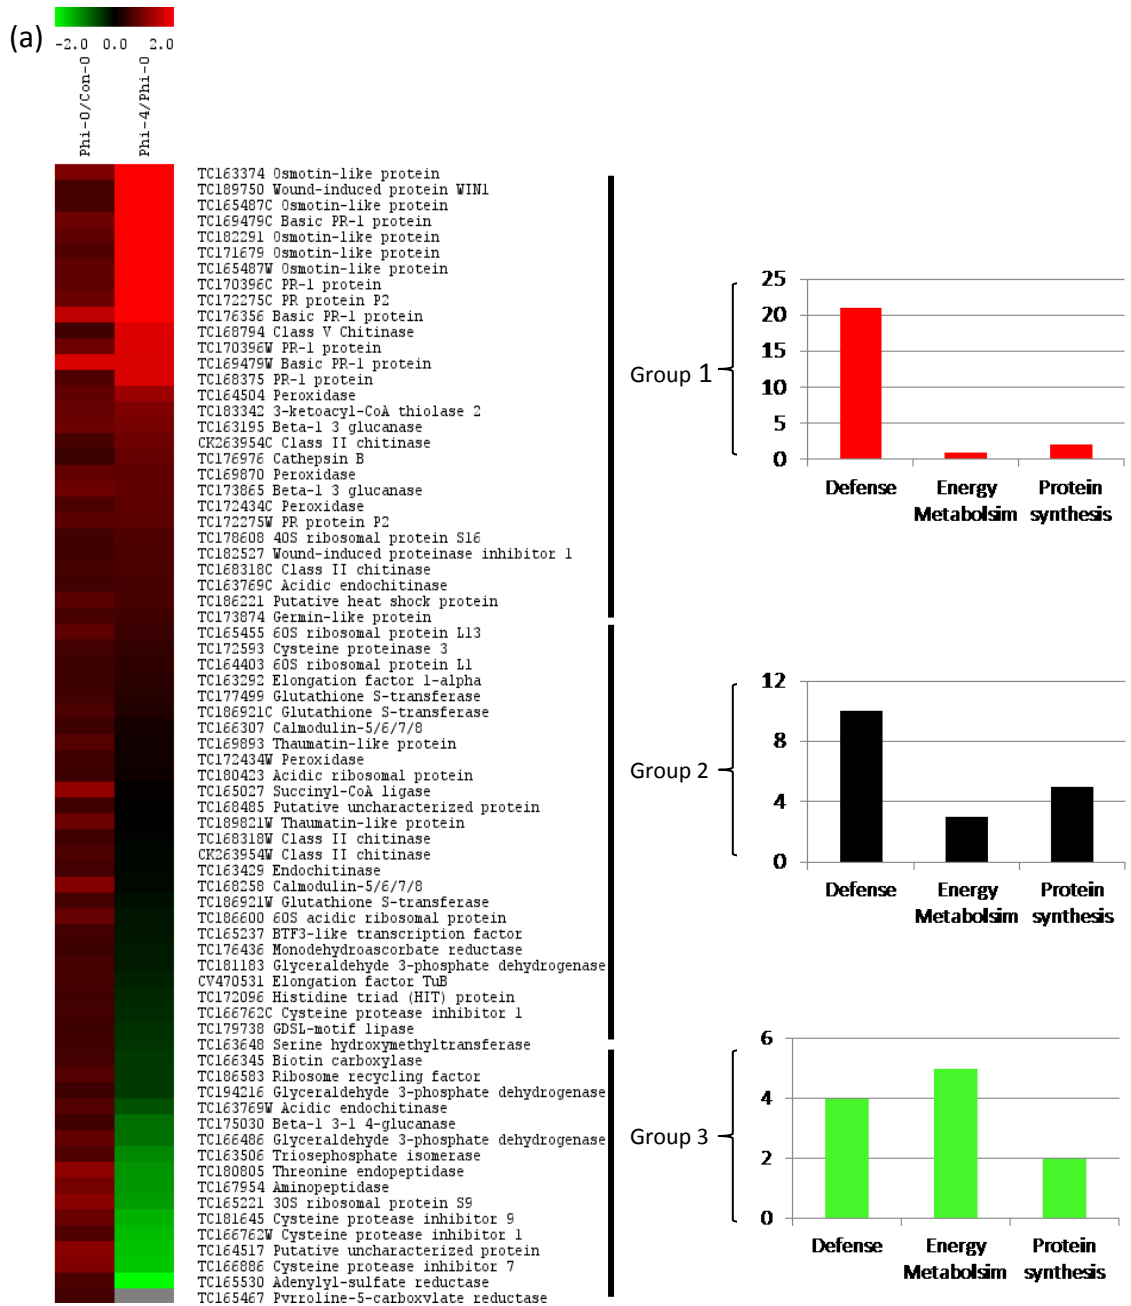 (a)
-2.0 0.0 2.0
Phi-0/Con-0
Phi-4/Phi-0
TC163374 Osmotin-like protein
TC189750 Wound-induced protein WIN1
TC165487C Osmotin-like protein
TC169479C Basic PR-1 protein
TC182291 Osmotin-like protein
TC171679 Osmotin-like protein
TC165487W Osmotin-like protein
TC170396C PR-1 protein
TC172275C PR protein P2
TC176356 Basic PR-1 protein
TC168794 Class V Chitinase
TC170396W PR-1 protein
TC169479W Basic PR-1 protein
TC168375 PR-1 protein
TC164504 Peroxidase
TC183342 3-ketoacyl-CoA thiolase 2
TC163195 Beta-1 3 glucanase
CK263954C Class II chitinase
TC176976 Cathepsin B
TC169870 Peroxidase
TC173865 Beta-1 3 glucanase
TC172434C Peroxidase
TC172275W PR protein P2
TC178608 40S ribosomal protein S16
TC182527 Wound-induced proteinase inhibitor 1
TC168318C Class II chitinase
TC163769C Acidic endochitinase
TC186221 Putative heat shock protein
TC173874 Germin-like protein
TC165455 60S ribosomal protein L13
TC172593 Cysteine proteinase 3
TC164403 60S ribosomal protein L1
TC163292 Elongation factor 1-alpha
TC177499 Glutathione S-transferase
TC186921C Glutathione S-transferase
TC166307 Calmodulin-5/6/7/8
TC169893 Thaumatin-like protein
TC172434W Peroxidase
TC180423 Acidic ribosomal protein
TC165027 Succinyl-CoA ligase
TC168485 Putative uncharacterized protein
TC189821W Thaumatin-like protein
TC168318W Class II chitinase
CK263954W Class II chitinase
TC163429 Endochitinase
TC168258 Calmodulin-5/6/7/8
TC186921W Glutathione S-transferase
TC186600 60S acidic ribosomal protein
TC165237 BTF3-like transcription factor
TC176436 Monodehydroascorbate reductase
TC181183 Glyceraldehyde 3-phosphate dehydrogenase
CV470531 Elongation factor TuB
TC172096 Histidine triad (HIT) protein
TC166762C Cysteine protease inhibitor 1
TC179738 GDSL-motif lipase
TC163648 Serine hydroxymethyltransferase
TC166345 Biotin carboxylase
TC186583 Ribosome recycling factor
TC194216 Glyceraldehyde 3-phosphate dehydrogenase
TC163769W Acidic endochitinase
TC175030 Beta-1 3-1 4-glucanase
TC166486 Glyceraldehyde 3-phosphate dehydrogenase
TC163506 Triosephosphate isomerase
TC180805 Threonine endopeptidase
TC167954 Aminopeptidase
TC165221 30S ribosomal protein S9
TC181645 Cysteine protease inhibitor 9
TC166762W Cysteine protease inhibitor 1
TC164517 Putative uncharacterized protein
TC166886 Cysteine protease inhibitor 7
TC165530 Adenylyl-sulfate reductase
TC165467 Pyrroline-5-carboxylate reductase
Group 1
25
20
15
10
5
0
Defense Energy Metabolsim Protein synthesis
Group 2
12
8
4
0
Defense Energy Metabolsim Protein synthesis
Group 3
6
4
2
0
Defense Energy Metabolsim Protein synthesis